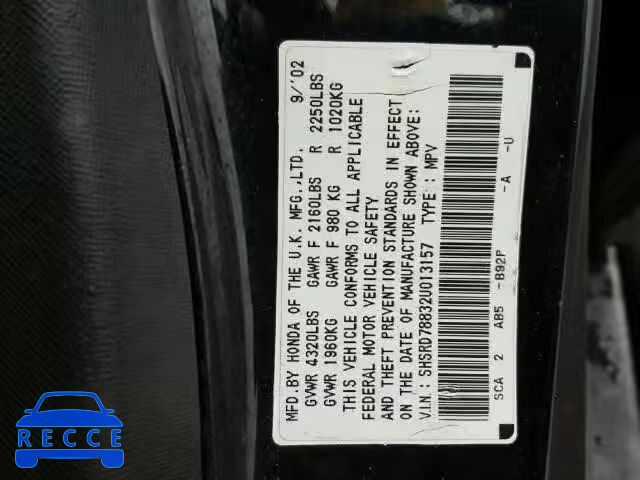 MFD.BY HONDA OF THE U.K. MFG.,LTD. 9/'02
GVWR 4320LBS GAWR F 2160LBS R 2250LBS
GVWR 1960KG GAWR F 980 KG R 1020KG
THIS VEHICLE CONFORMS TO ALL APPLICABLE
FEDERAL MOTOR VEHICLE SAFETY
AND THEFT PREVENTION STANDARDS IN EFFECT
ON THE DATE OF MANUFACTURE SHOWN ABOVE:
V.I.N.: SHSRD78832U013157 TYPE: MPV
SCA 2 AB5 -B92P -A -U
RECCE